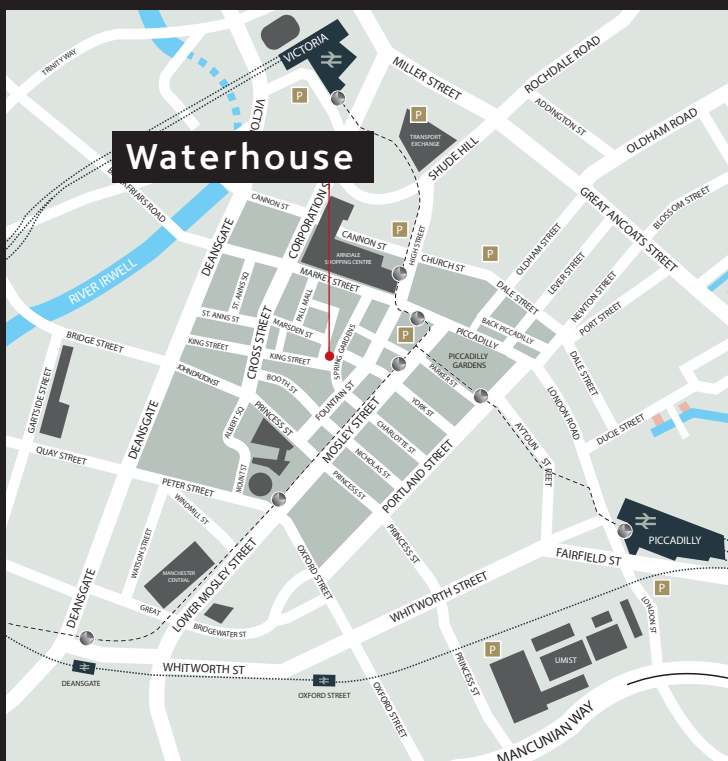 TRINITY WAY
VICTORIA
MILLER STREET
ROCHDALE ROAD
ADDINGTON ST
OLDHAM ROAD
P
P
TRANSPORT
EXCHANGE
SHUDE HILL
Waterhouse
GREAT ANCOATS STREET
BLOSSOM STREET
CANNON ST
DEANSGATE
CANNON ST
P
HIGH STREET
CHURCH ST
P
OLDHAM STREET
LEVER STREET
NEWTON STREET
PORT STREET
DALE STREET
BACK PICCADILLY
RIVER IRWELL
ARNDALE
SHOPPING CENTRE
MARKET STREET
ST. ANNS SQ
PALL MALL
ST. ANNS ST
MARSDEN ST
CROSS STREET
KING STREET
KING STREET
SPRING GARDENS
P
PICCADILLY
PICCADILLY
GARDENS
BRIDGE STREET
GARTSIDE STREET
BOOTH ST
FOUNTAIN ST
PARKER ST
DALE STREET
LONDON ROAD
DUCIE STREET
DEANSGATE
ALBERT SQ
PRINCESS ST
MOSLEY STREET
YORK ST
CHARLOTTE ST
NICHOLAS ST
PRINCESS ST
PORTLAND STREET
AYTOUN
STREET
QUAY STREET
PETER STREET
MOUNT ST
WINDMILL ST
WATSON STREET
MANCHESTER
CENTRAL
GREAT
BRIDGEWATER ST
LOWER MOSLEY STREET
OXFORD STREET
PRINCESS ST
WHITWORTH STREET
FAIRFIELD ST
PICCADILLY
P
LONDON ST
DEANSGATE
DEANSGATE
WHITWORTH ST
OXFORD STREET
OXFORD STREET
PRINCESS ST
P
UMIST
MANCUNIAN WAY